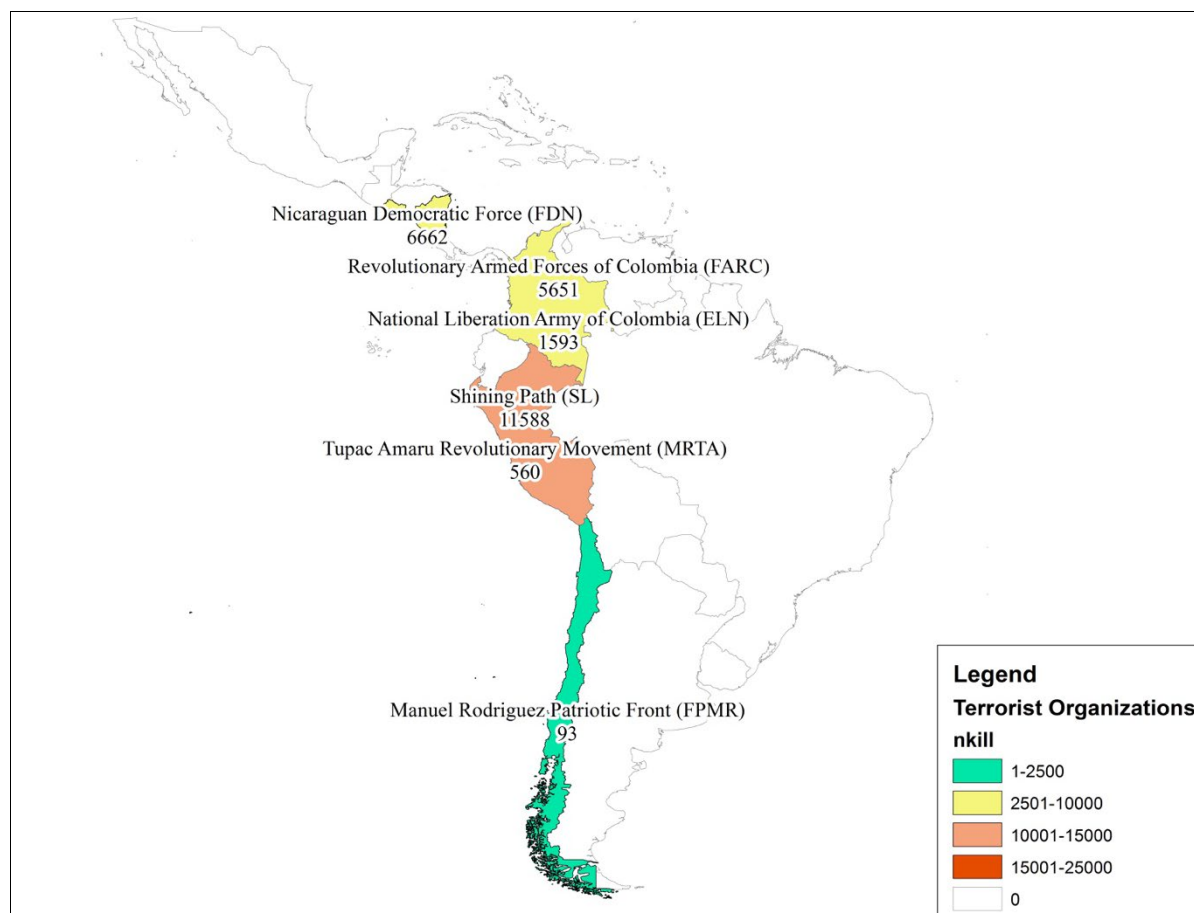 Nicaraguan Democratic Force (FDN)
6662
Revolutionary Armed Forces of Colombia (FARC)
5651
National Liberation Army of Colombia (ELN)
1593
Shining Path (SL)
11588
Tupac Amaru Revolutionary Movement (MRTA)
560
Manuel Rodriguez Patriotic Front (FPMR)
93
Legend
Terrorist Organizations
nkill
1-2500
2501-10000
10001-15000
15001-25000
0